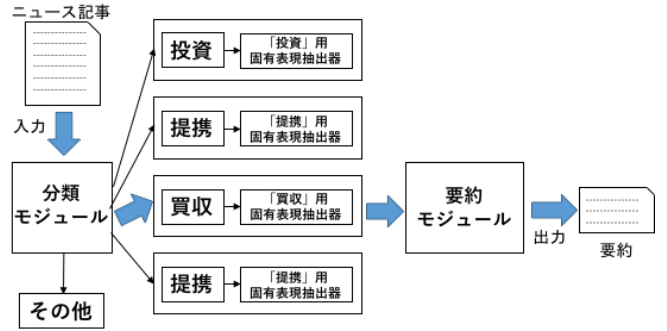 ニュース記事
入力
分類
モジュール
その他
投資
「投資」用
固有表現抽出器
提携
「提携」用
固有表現抽出器
買収
「買収」用
固有表現抽出器
提携
「提携」用
固有表現抽出器
要約
モジュール
出力
要約